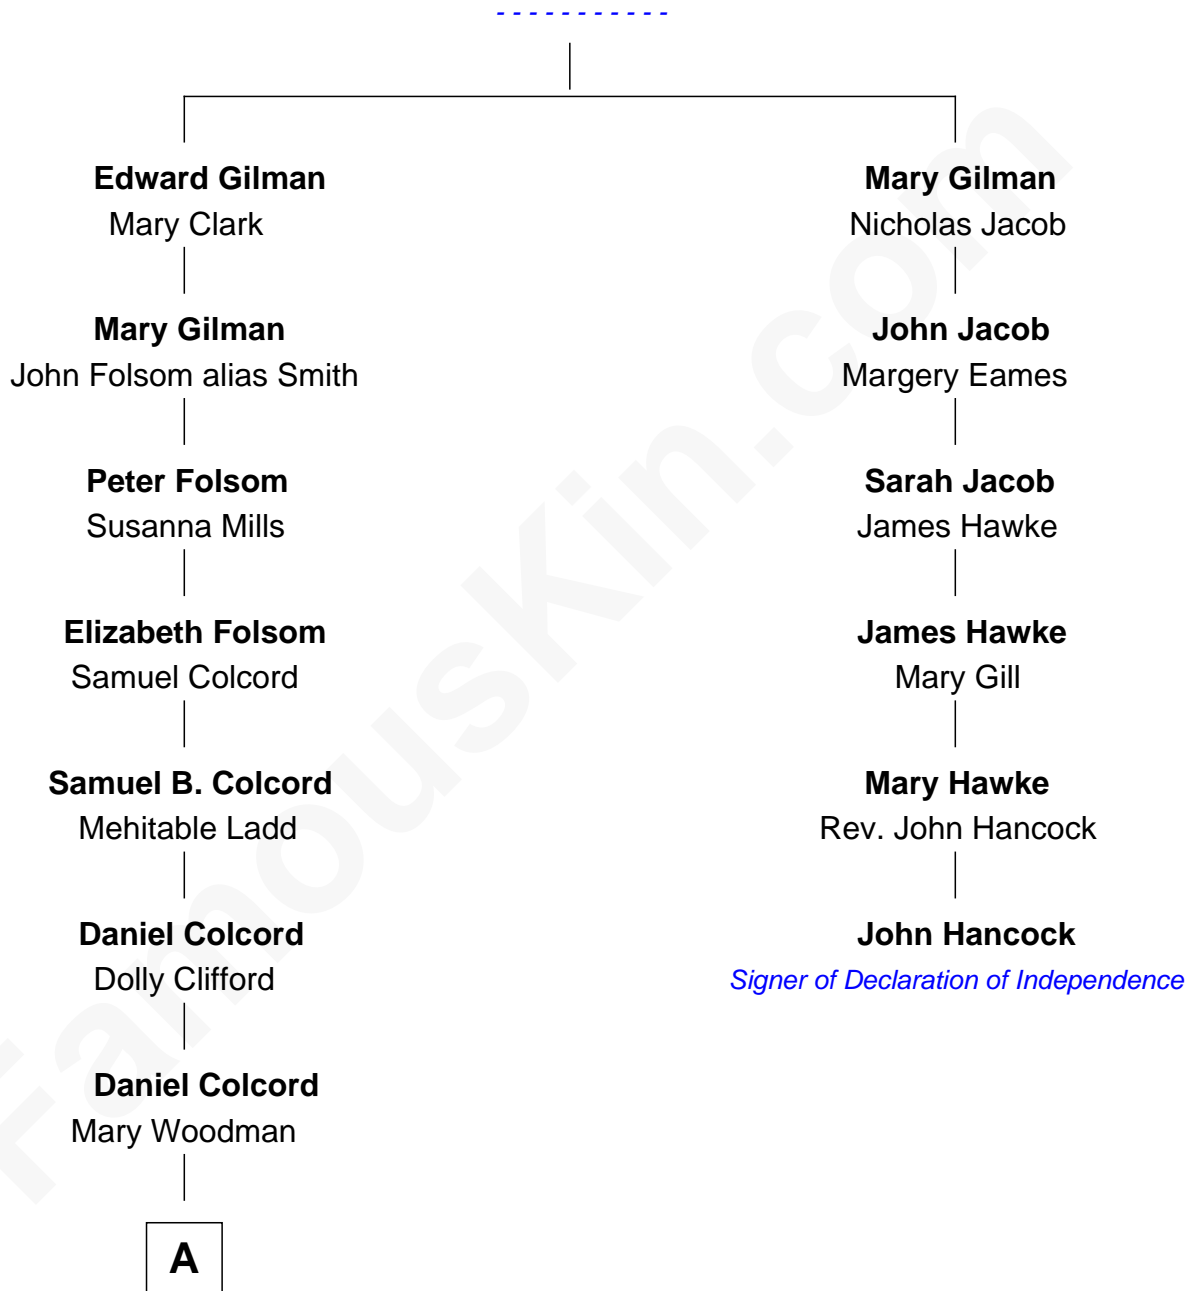 - - - - - - - - - - -
Edward Gilman
Mary Clark
Mary Gilman
John Folsom alias Smith
Peter Folsom
Susanna Mills
Elizabeth Folsom
Samuel Colcord
Samuel B. Colcord
Mehitable Ladd
Daniel Colcord
Dolly Clifford
Daniel Colcord
Mary Woodman
A
Mary Gilman
Nicholas Jacob
John Jacob
Margery Eames
Sarah Jacob
James Hawke
James Hawke
Mary Gill
Mary Hawke
Rev. John Hancock
John Hancock
Signer of Declaration of Independence
FamousKin.com